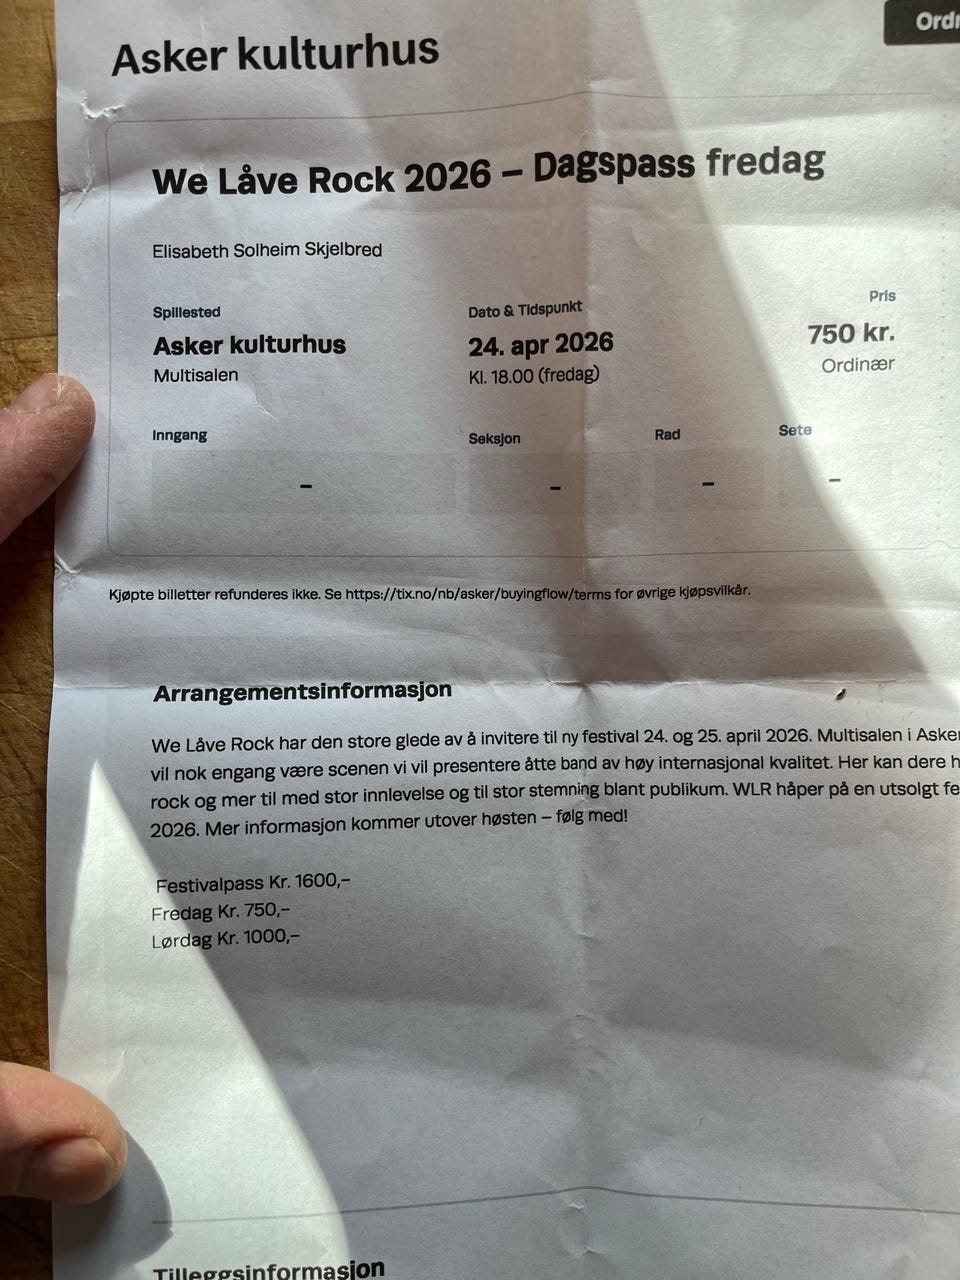 Asker kulturhus
We Låve Rock 2026 – Dagspass fredag
Elisabeth Solheim Skjelbred
Spillested
Dato & Tidspunkt
Pris
Asker kulturhus
24. apr 2026
750 kr.
Multisalen
Kl. 18.00 (fredag)
Ordinær
Inngang
Seksjon
Rad
Sete
– – – –
Kjøpte billetter refunderes ikke. Se https://tix.no/nb/asker/buyingflow/terms for øvrige kjøpsvilkår.
Arrangementsinformasjon
We Låve Rock har den store glede av å invitere til ny festival 24. og 25. april 2026. Multisalen i Asker
vil nok engang være scenen vi vil presentere åtte band av høy internasjonal kvalitet. Her kan dere
rock og mer til med stor innlevelse og til stor stemning blant publikum. WLR håper på en utsolgt
2026. Mer informasjon kommer utover høsten – følg med!
Festivalpass Kr. 1600,–
Fredag Kr. 750,–
Lørdag Kr. 1000,–
Tilleggsinformasjon